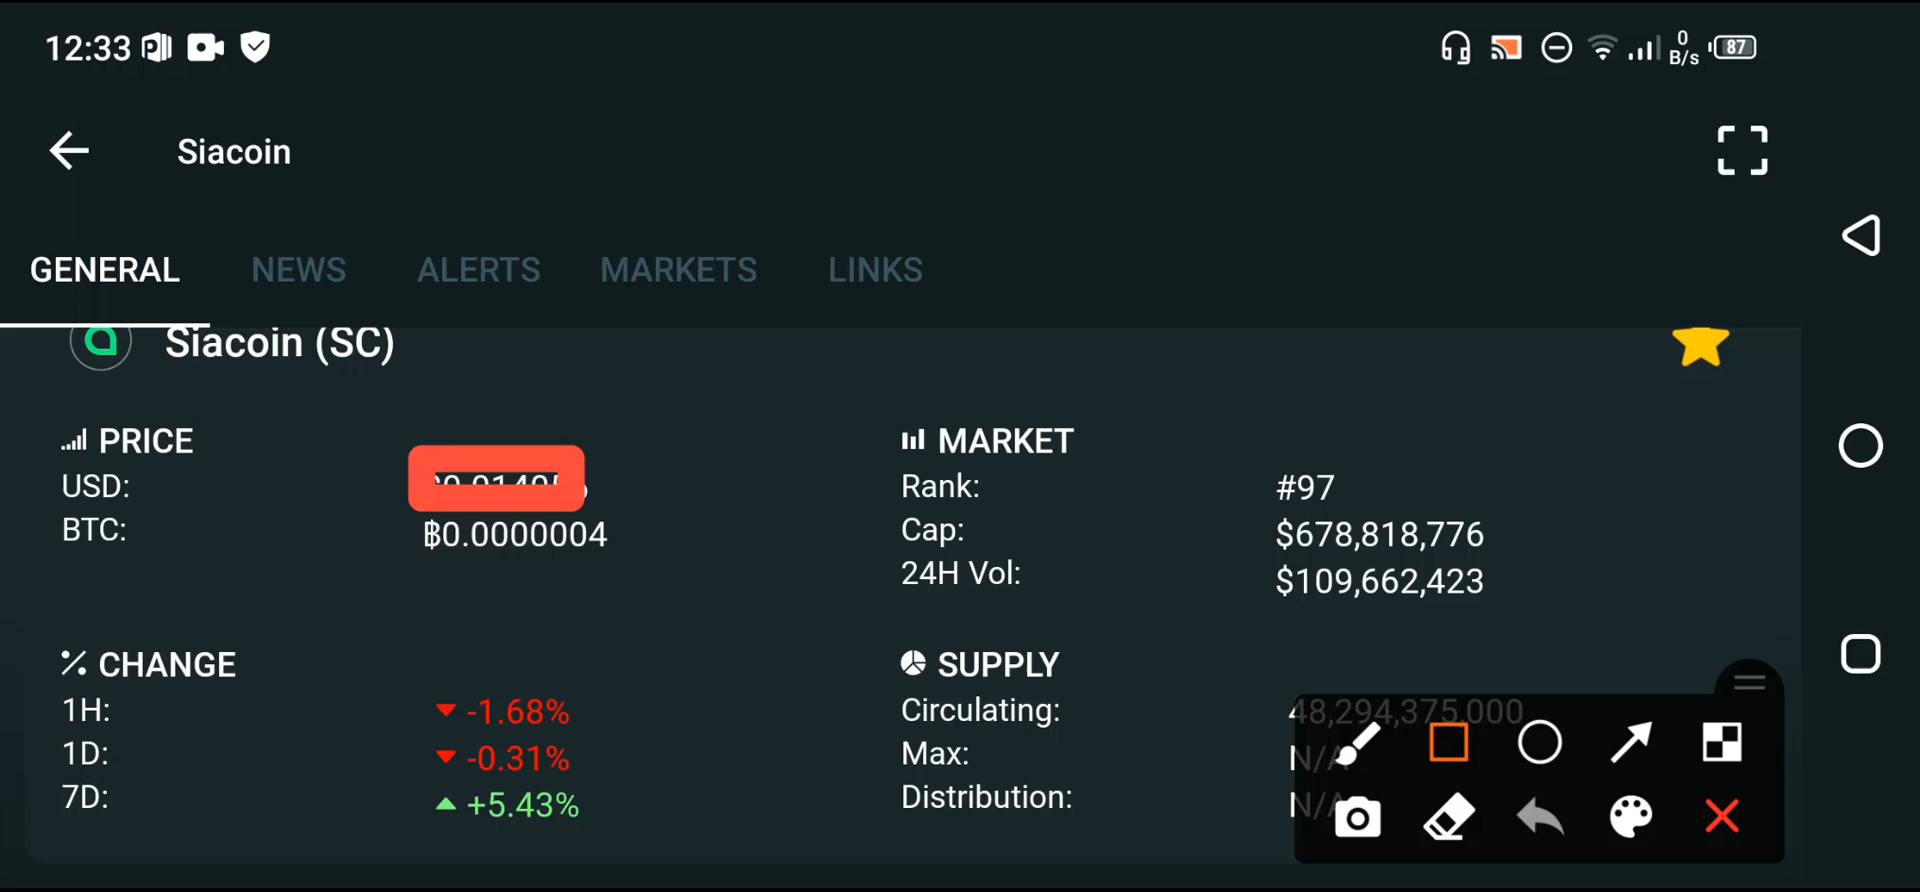 12:33
0
B/s
87
Siacoin
GENERAL NEWS ALERTS MARKETS LINKS
Siacoin (SC)
PRICE
USD:
BTC: ฿0.0000004
MARKET
Rank: #97
Cap: $678,818,776
24H Vol: $109,662,423
CHANGE
1H: -1.68%
1D: -0.31%
7D: +5.43%
SUPPLY
Circulating: 48,294,375,000
Max: N/A
Distribution: N/A